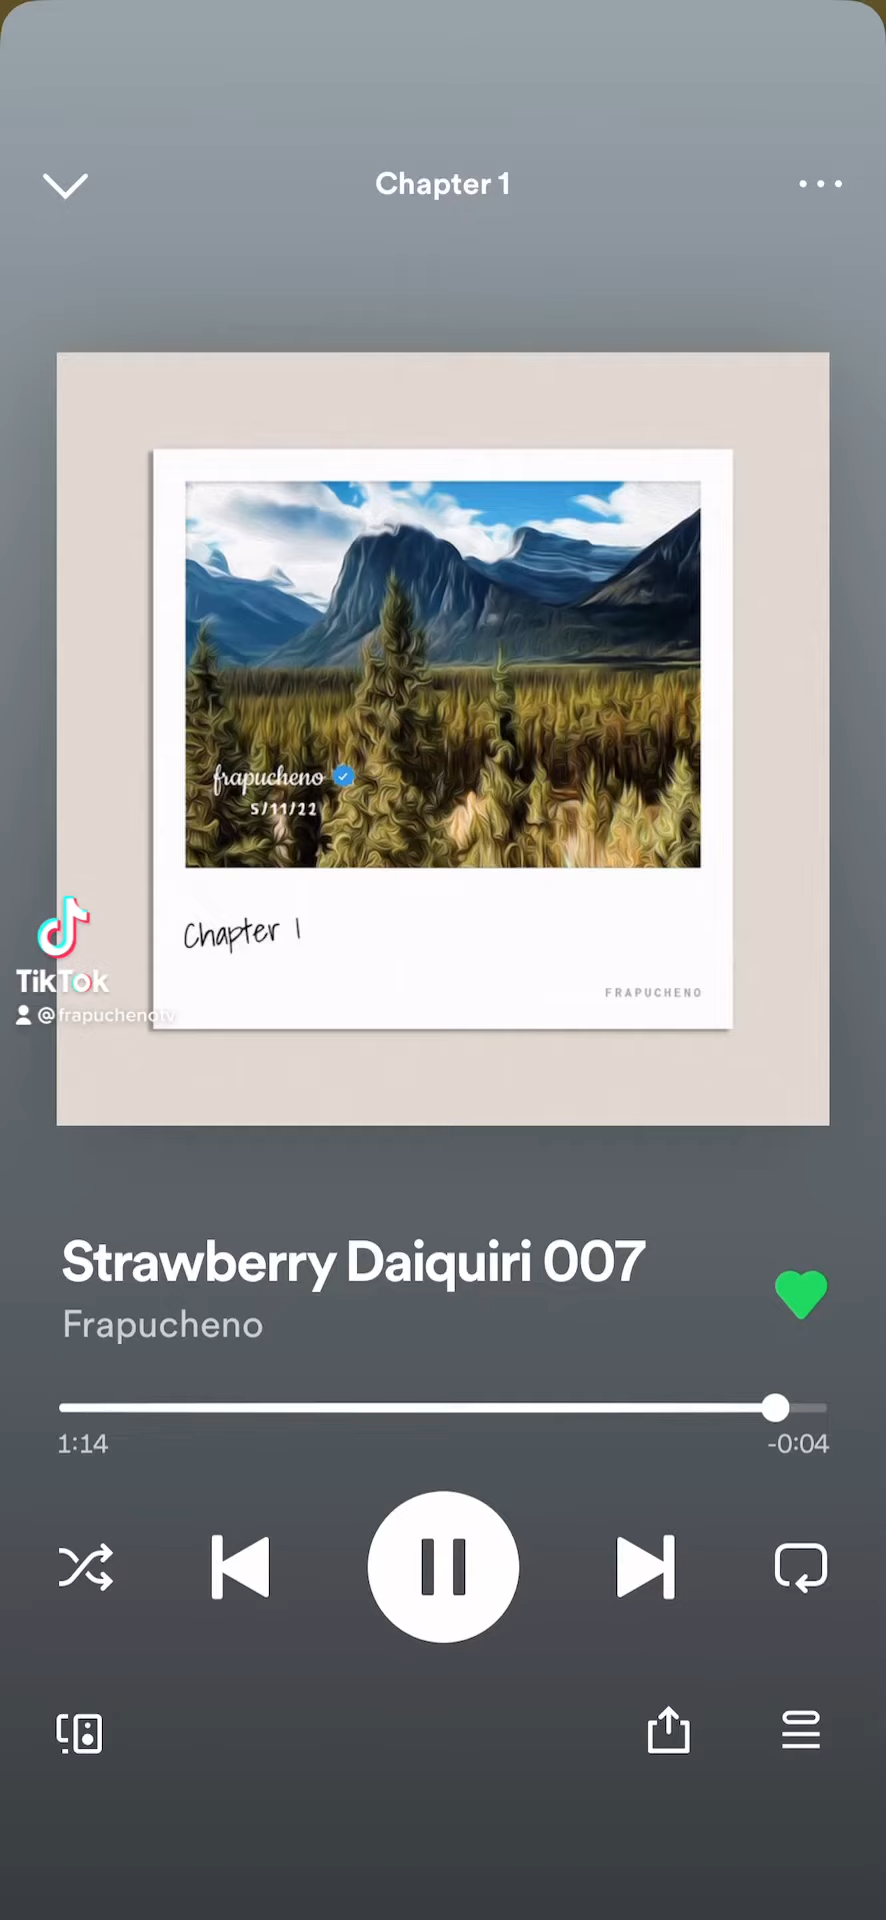 Chapter 1
frapucheno
5/11/22
Chapter 1
FRAPUCHENO
TikTok
@frapuchenotv
Strawberry Daiquiri 007
Frapucheno
1:14
-0:04